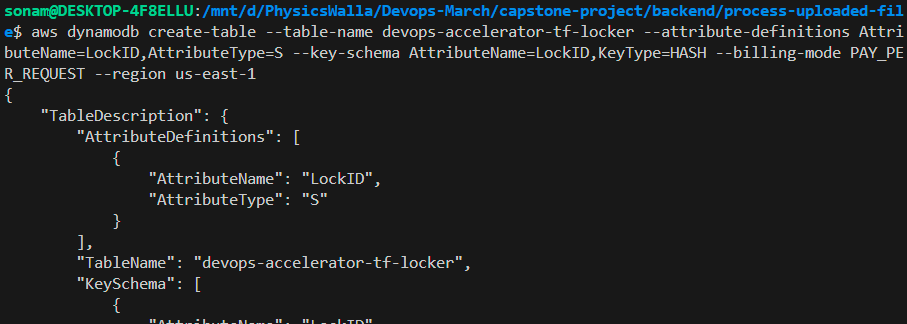 sonam@DESKTOP-4F8ELLU:/mnt/d/PhysicsWalla/Devops-March/capstone-project/backend/process-uploaded-fil
e$ aws dynamodb create-table --table-name devops-accelerator-tf-locker --attribute-definitions Attri
buteName=LockID,AttributeType=S --key-schema AttributeName=LockID,KeyType=HASH --billing-mode PAY_PE
R_REQUEST --region us-east-1
{
    "TableDescription": {
        "AttributeDefinitions": [
            {
                "AttributeName": "LockID",
                "AttributeType": "S"
            }
        ],
        "TableName": "devops-accelerator-tf-locker",
        "KeySchema": [
            {
                "AttributeName": "LockID",